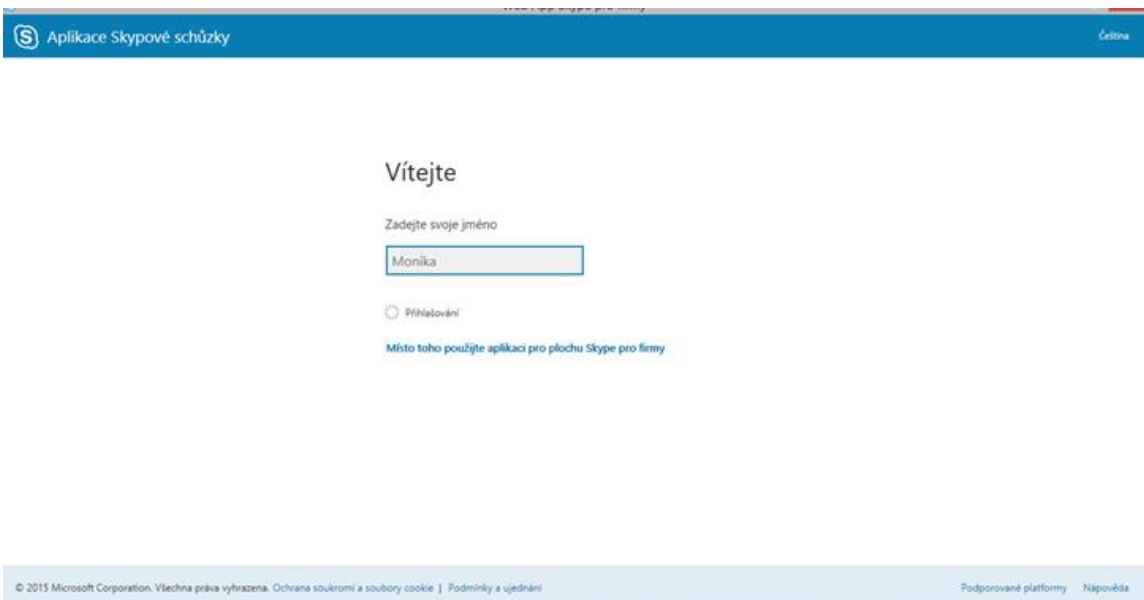 Aplikace Skypové schůzky
Čeština
Vítejte
Zadejte svoje jméno
Monika
Přihlašování
Místo toho použijte aplikaci pro plochu Skype pro firmy
© 2015 Microsoft Corporation. Všechna práva vyhrazena. Ochrana soukromí a soubory cookie | Podmínky a ujednání
Podporované platformy Nápověda